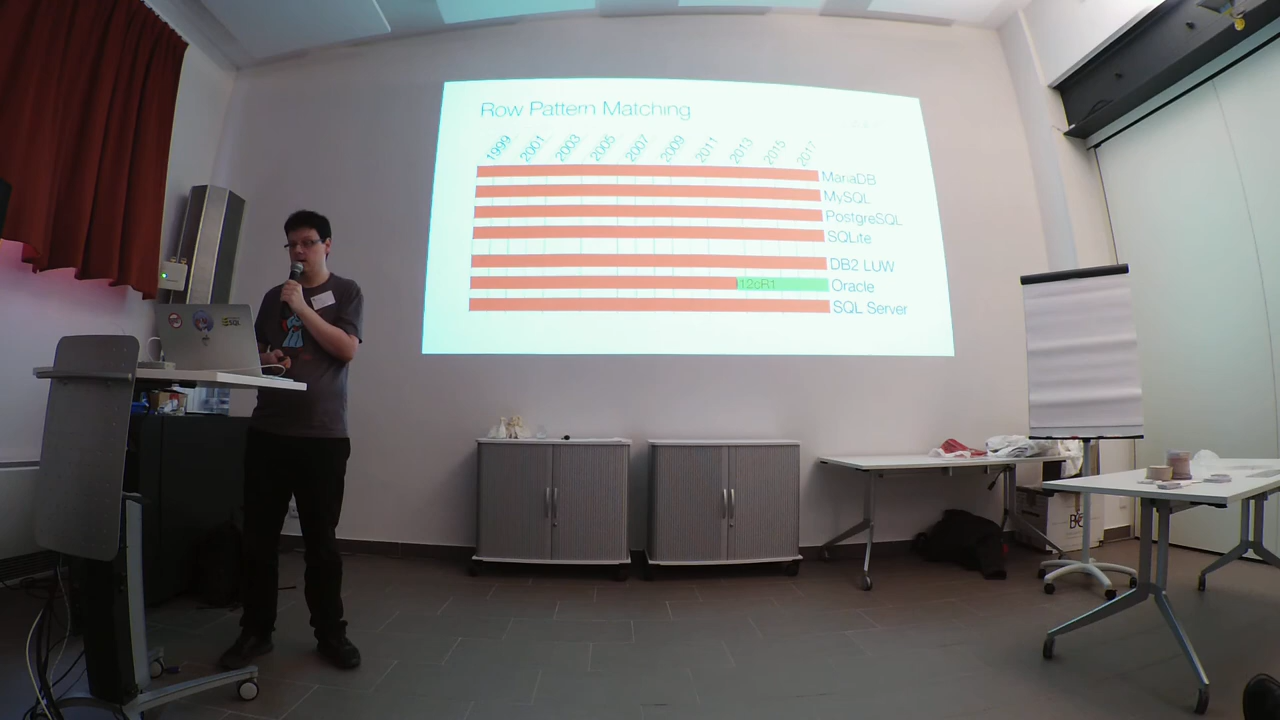 Row Pattern Matching
1999 2001 2003 2005 2007 2009 2011 2013 2015 2017
MariaDB
MySQL
PostgreSQL
SQLite
DB2 LUW
12cR1 Oracle
SQL Server